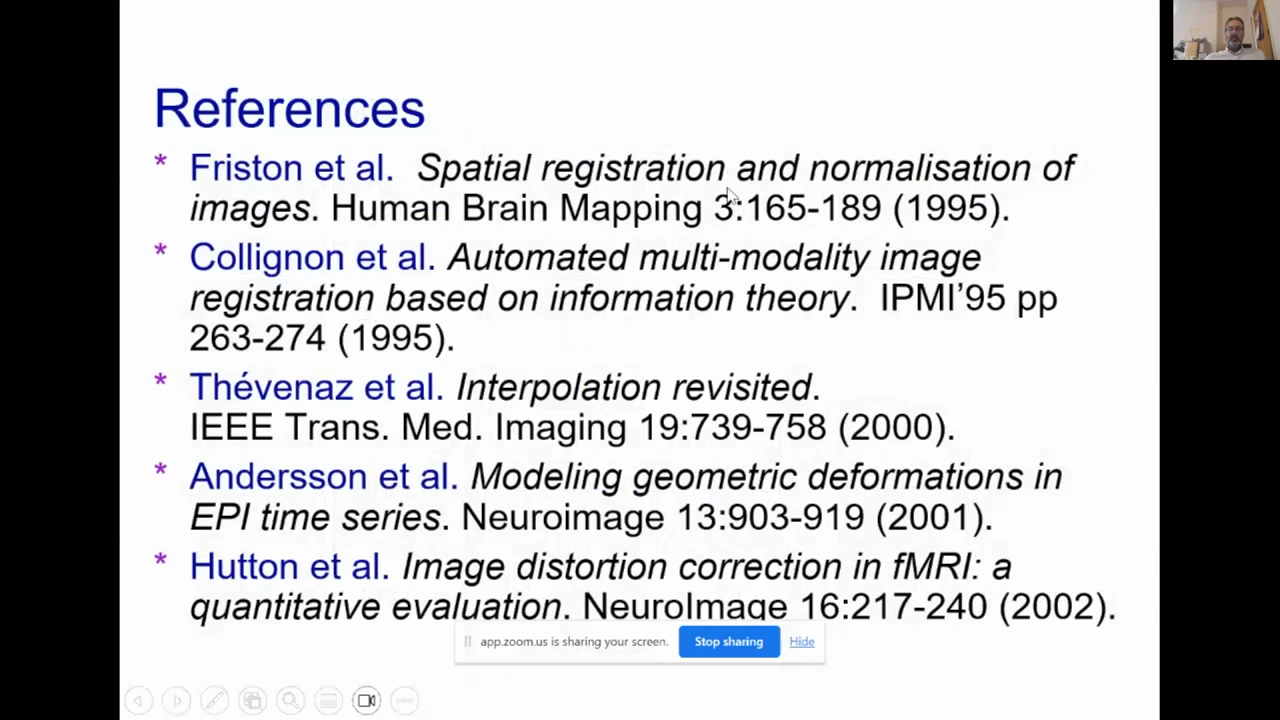 References
* Friston et al. Spatial registration and normalisation of
images. Human Brain Mapping 3:165-189 (1995).
* Collignon et al. Automated multi-modality image
registration based on information theory. IPMI’95 pp
263-274 (1995).
* Thévenaz et al. Interpolation revisited.
IEEE Trans. Med. Imaging 19:739-758 (2000).
* Andersson et al. Modeling geometric deformations in
EPI time series. Neuroimage 13:903-919 (2001).
* Hutton et al. Image distortion correction in fMRI: a
quantitative evaluation. NeuroImage 16:217-240 (2002).
app.zoom.us is sharing your screen. Stop sharing Hide